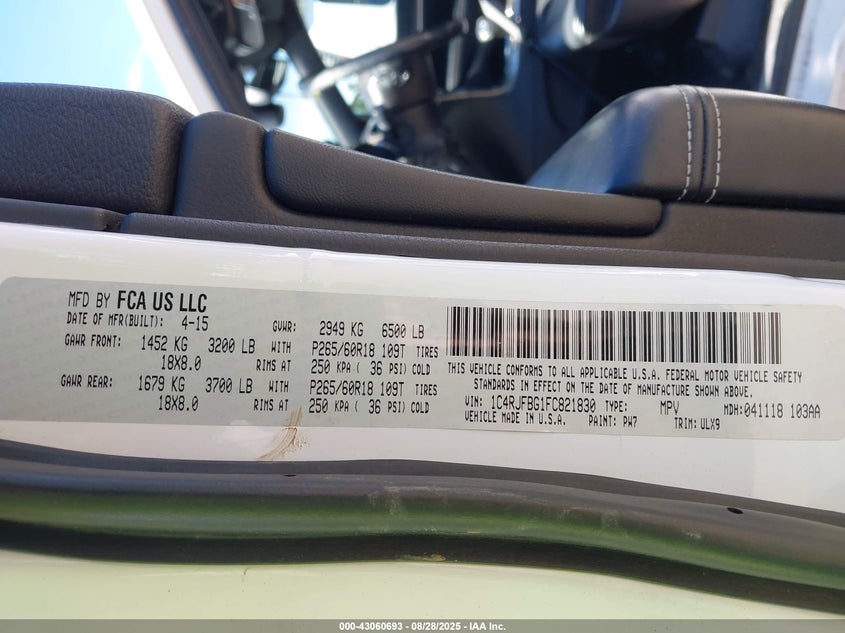 MFD BY FCA US LLC
DATE OF MFR(BUILT): 4-15 GVWR: 2949 KG 6500 LB
GAWR FRONT: 1452 KG 3200 LB WITH P265/60R18 109T TIRES
18X8.0 RIMS AT 250 KPA ( 36 PSI) COLD
GAWR REAR: 1679 KG 3700 LB WITH P265/60R18 109T TIRES
18X8.0 RIMS AT 250 KPA ( 36 PSI) COLD
THIS VEHICLE CONFORMS TO ALL APPLICABLE U.S.A. FEDERAL MOTOR VEHICLE SAFETY
STANDARDS IN EFFECT ON THE DATE OF MANUFACTURE SHOWN ABOVE.
VIN: 1C4RJFBG1FC821830 TYPE: MPV MDH: 041118 103AA
VEHICLE MADE IN U.S.A. PAINT: PW7 TRIM: ULX9
000-43060693 - 08/28/2025 - IAA Inc.